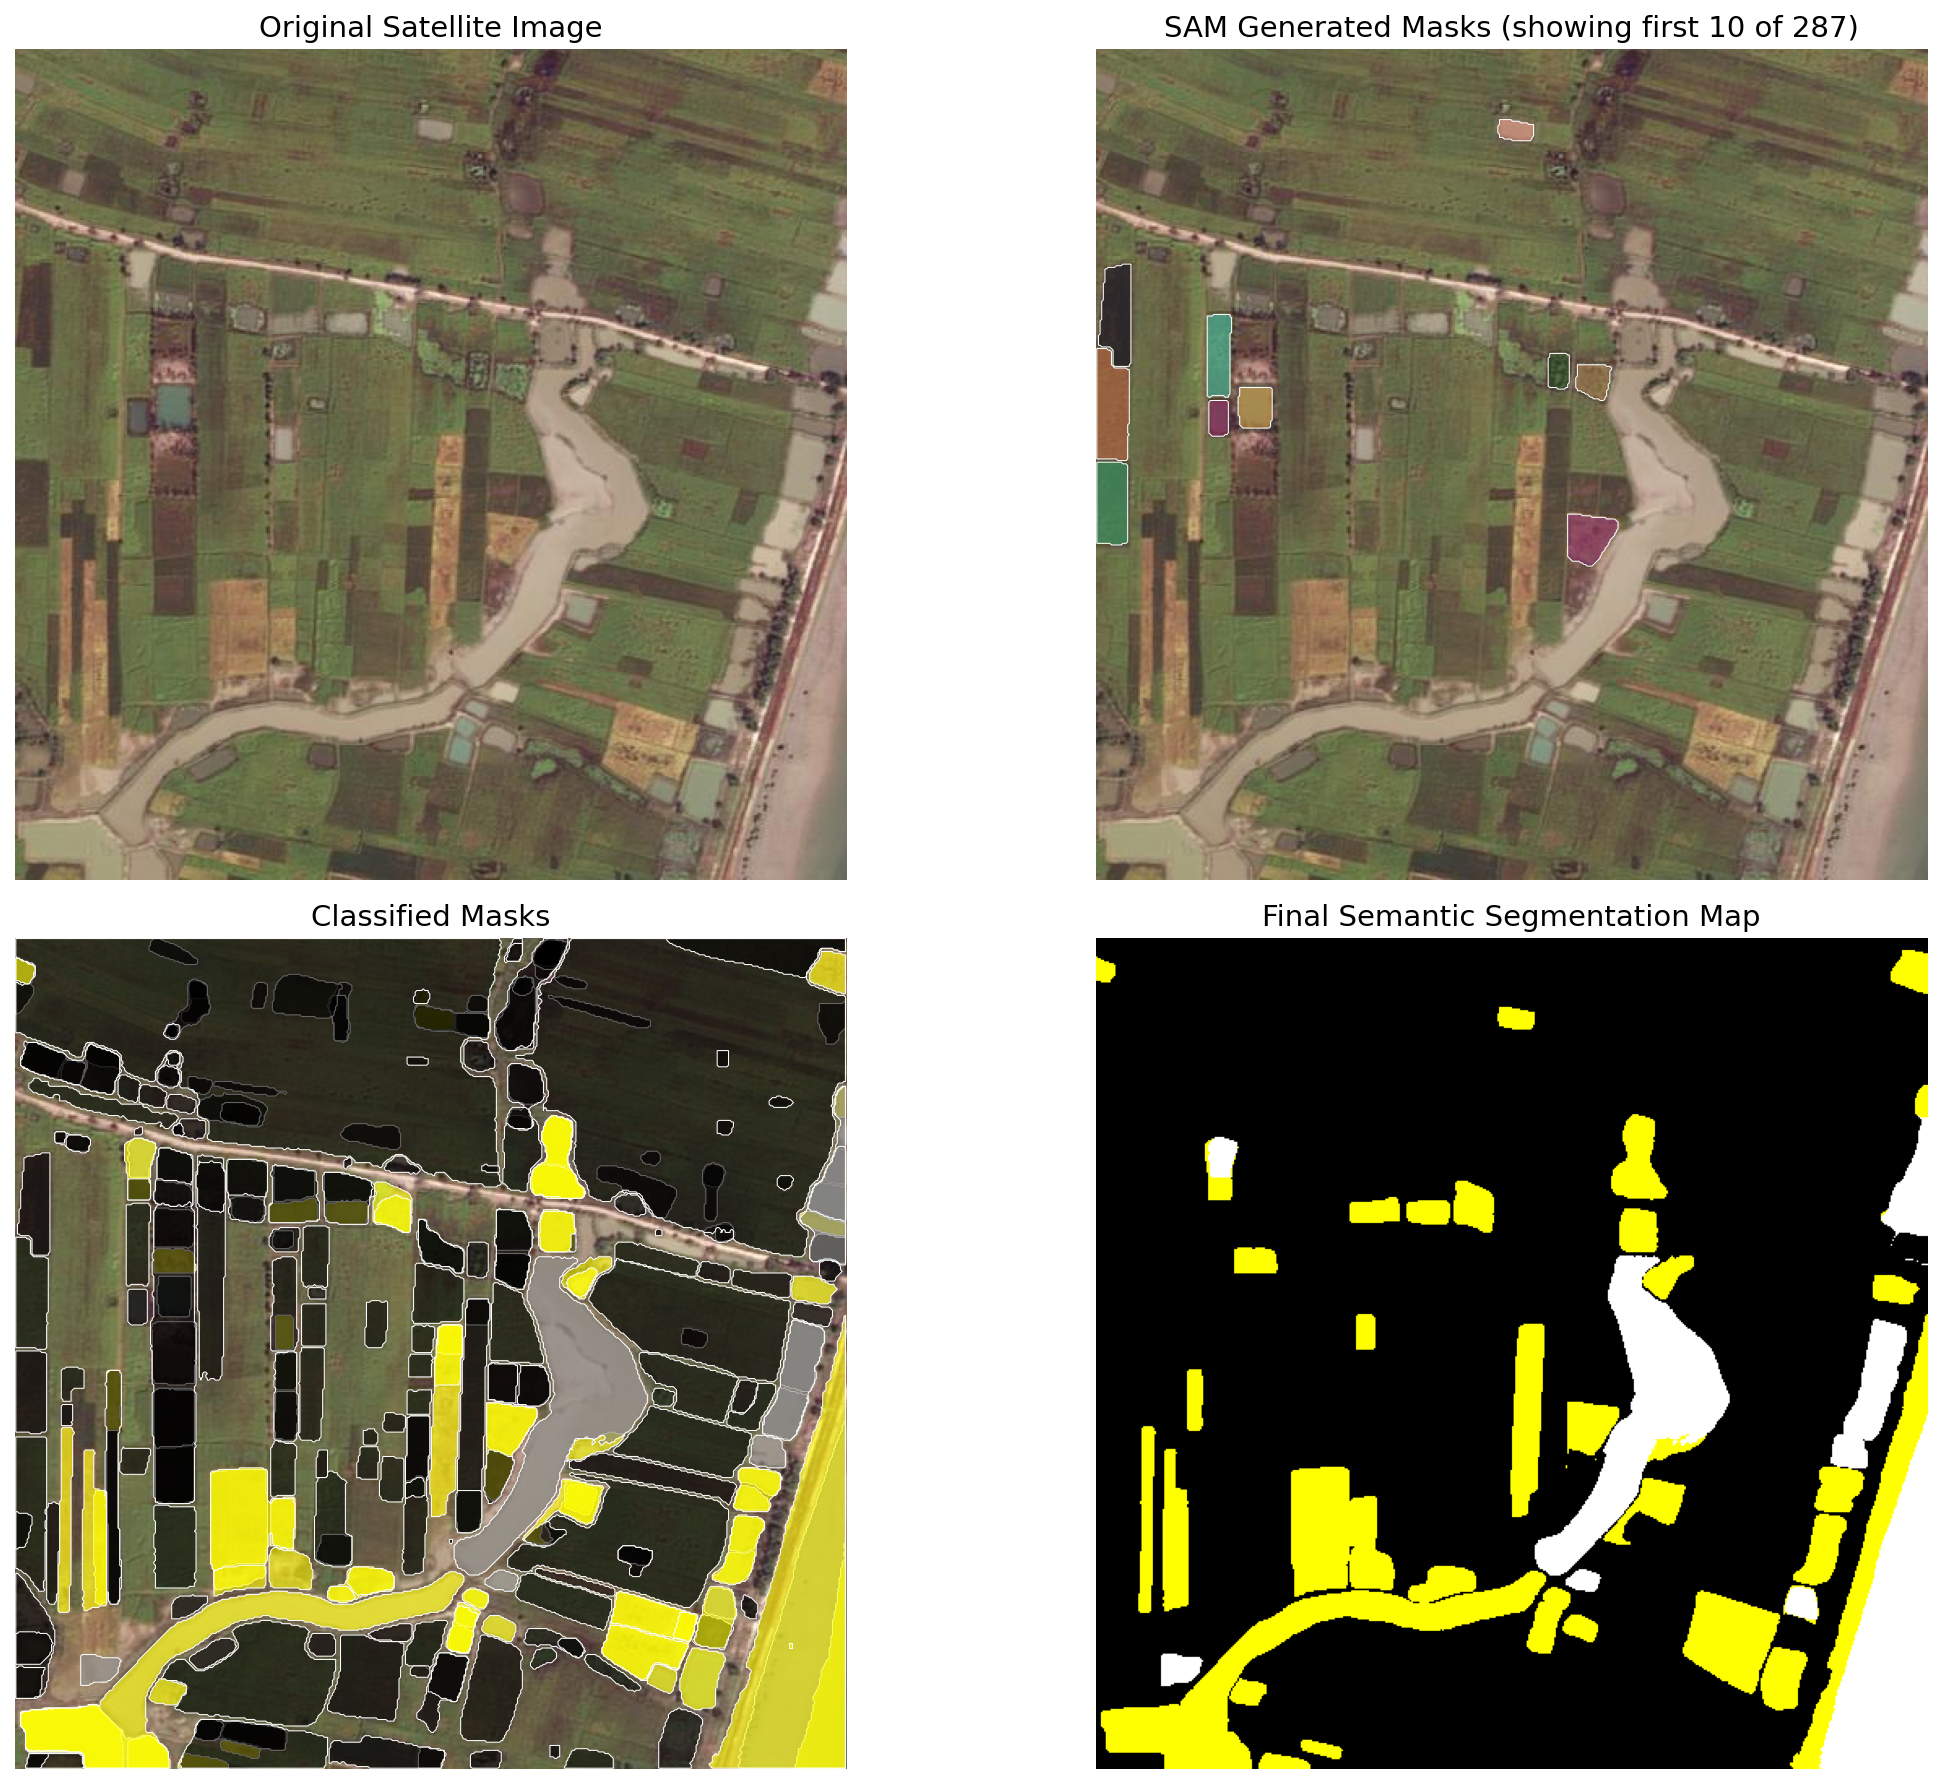 Original Satellite Image
SAM Generated Masks (showing first 10 of 287)
Classified Masks
Final Semantic Segmentation Map